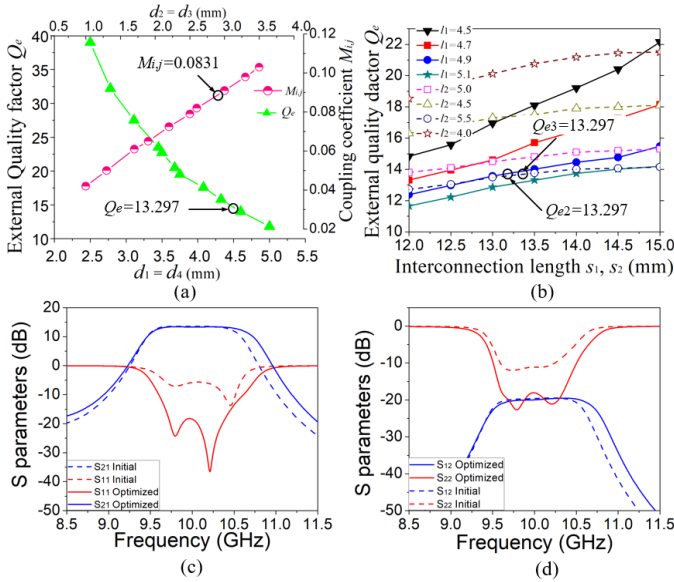 d2 = d3 (mm)
0.0 0.5 1.0 1.5 2.0 2.5 3.0 3.5 4.0
40
35
30
25
20
15
10
External Quality factor Qe
Mi,j=0.0831
Mi,j
Qe
Qe=13.297
0.12
0.10
0.08
0.06
0.04
0.02
Coupling coefficient Mi,j
2.0 2.5 3.0 3.5 4.0 4.5 5.0 5.5
d1 = d4 (mm)
(a)
External quality dactor Qe
22
20
18
16
14
12
10
l1=4.5
l1=4.7
l1=4.9
l1=5.1
l2=5.0
l2=4.5
l2=5.5
l2=4.0
Qe3=13.297
Qe2=13.297
12.0 12.5 13.0 13.5 14.0 14.5 15.0
Interconnection length s1, s2 (mm)
(b)
S parameters (dB)
20
10
0
-10
-20
-30
-40
-50
S21 Initial
S11 Initial
S11 Optimized
S21 Optimized
8.5 9.0 9.5 10.0 10.5 11.0 11.5
Frequency (GHz)
(c)
S parameters (dB)
0
-10
-20
-30
-40
-50
S12 Optimized
S22 Optimized
S12 Initial
S22 Initial
8.5 9.0 9.5 10.0 10.5 11.0 11.5
Frequency (GHz)
(d)